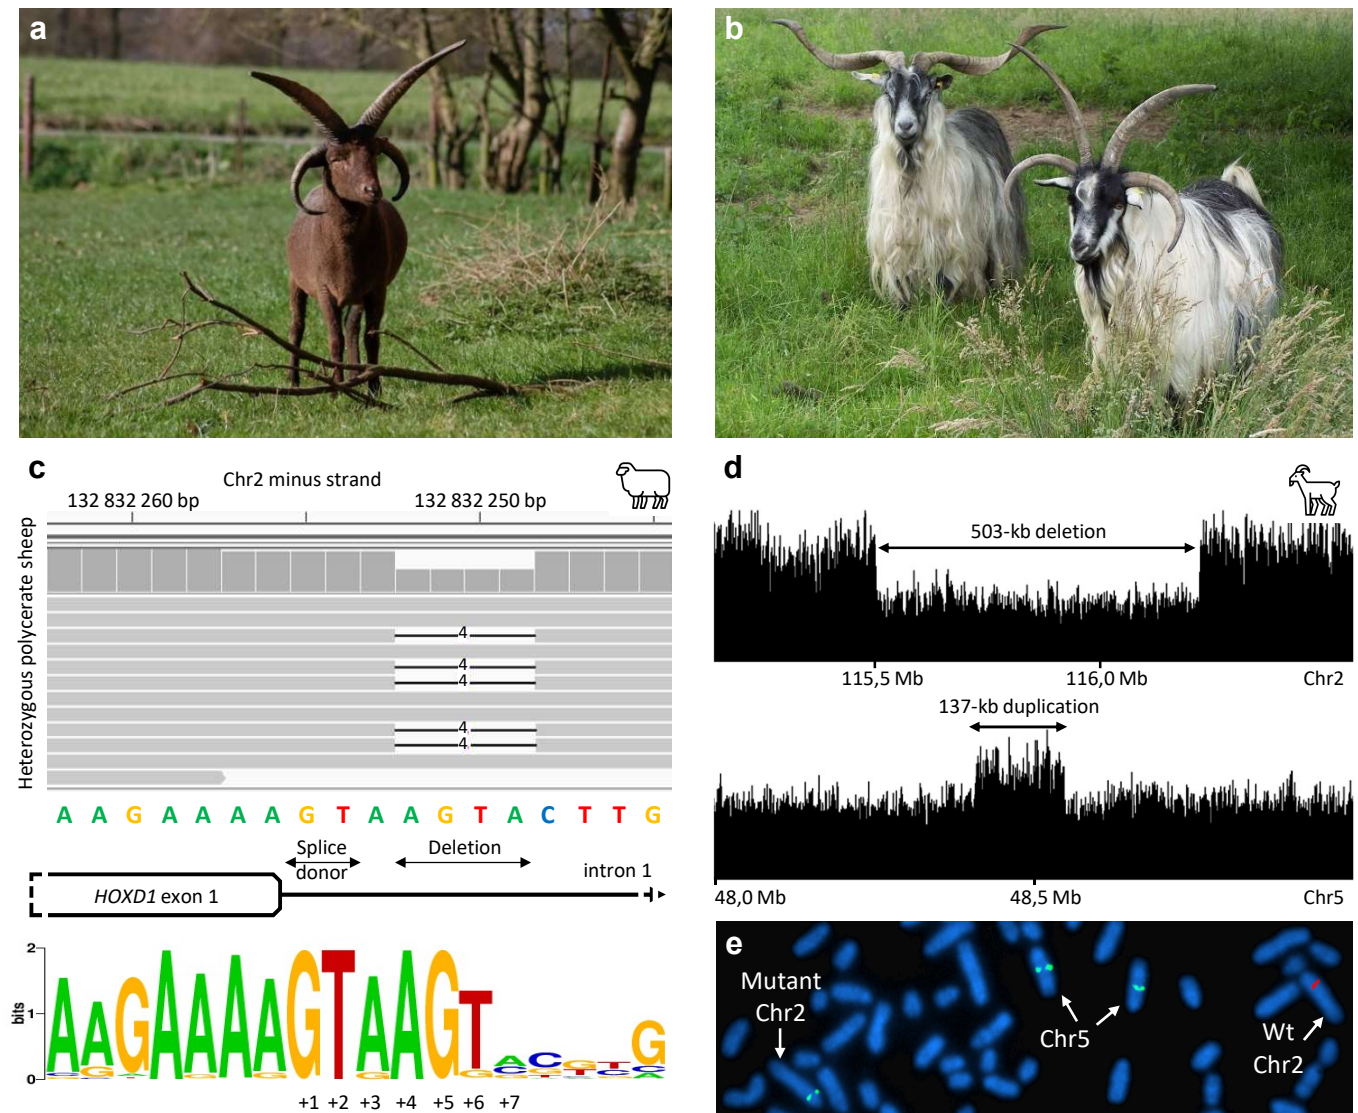 a
b
c
Chr2 minus strand
132 832 260 bp
132 832 250 bp
Heterozygous polycerate sheep
4
4
4
4
4
A A G A A A A G T A A G T A C T T G
Splice
donor
Deletion
intron 1
HOXD1 exon 1
2
1
0
bits
AAGAAAAGTAAGTACGTG
+1 +2 +3 +4 +5 +6 +7
d
503-kb deletion
115,5 Mb
116,0 Mb
Chr2
137-kb duplication
48,0 Mb
48,5 Mb
Chr5
e
Mutant
Chr2
Chr5
Wt
Chr2